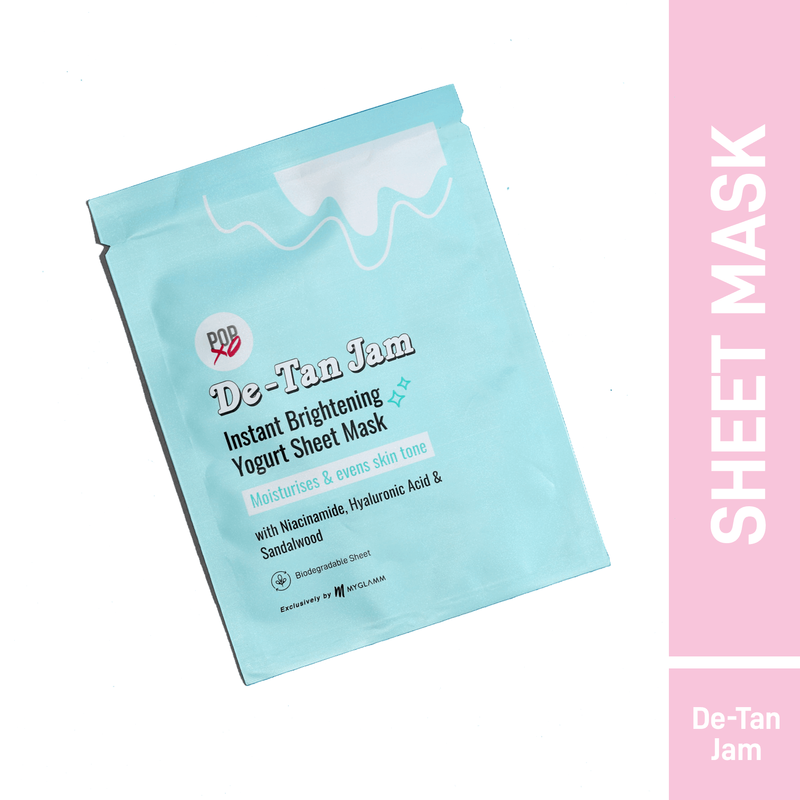 POP
XO
De-Tan Jam
Instant Brightening
Yogurt Sheet Mask
Moisturises & evens skin tone
with Niacinamide, Hyaluronic Acid &
Sandalwood
Biodegradable Sheet
Exclusively by M MYGLAMM
SHEET MASK
De-Tan
Jam